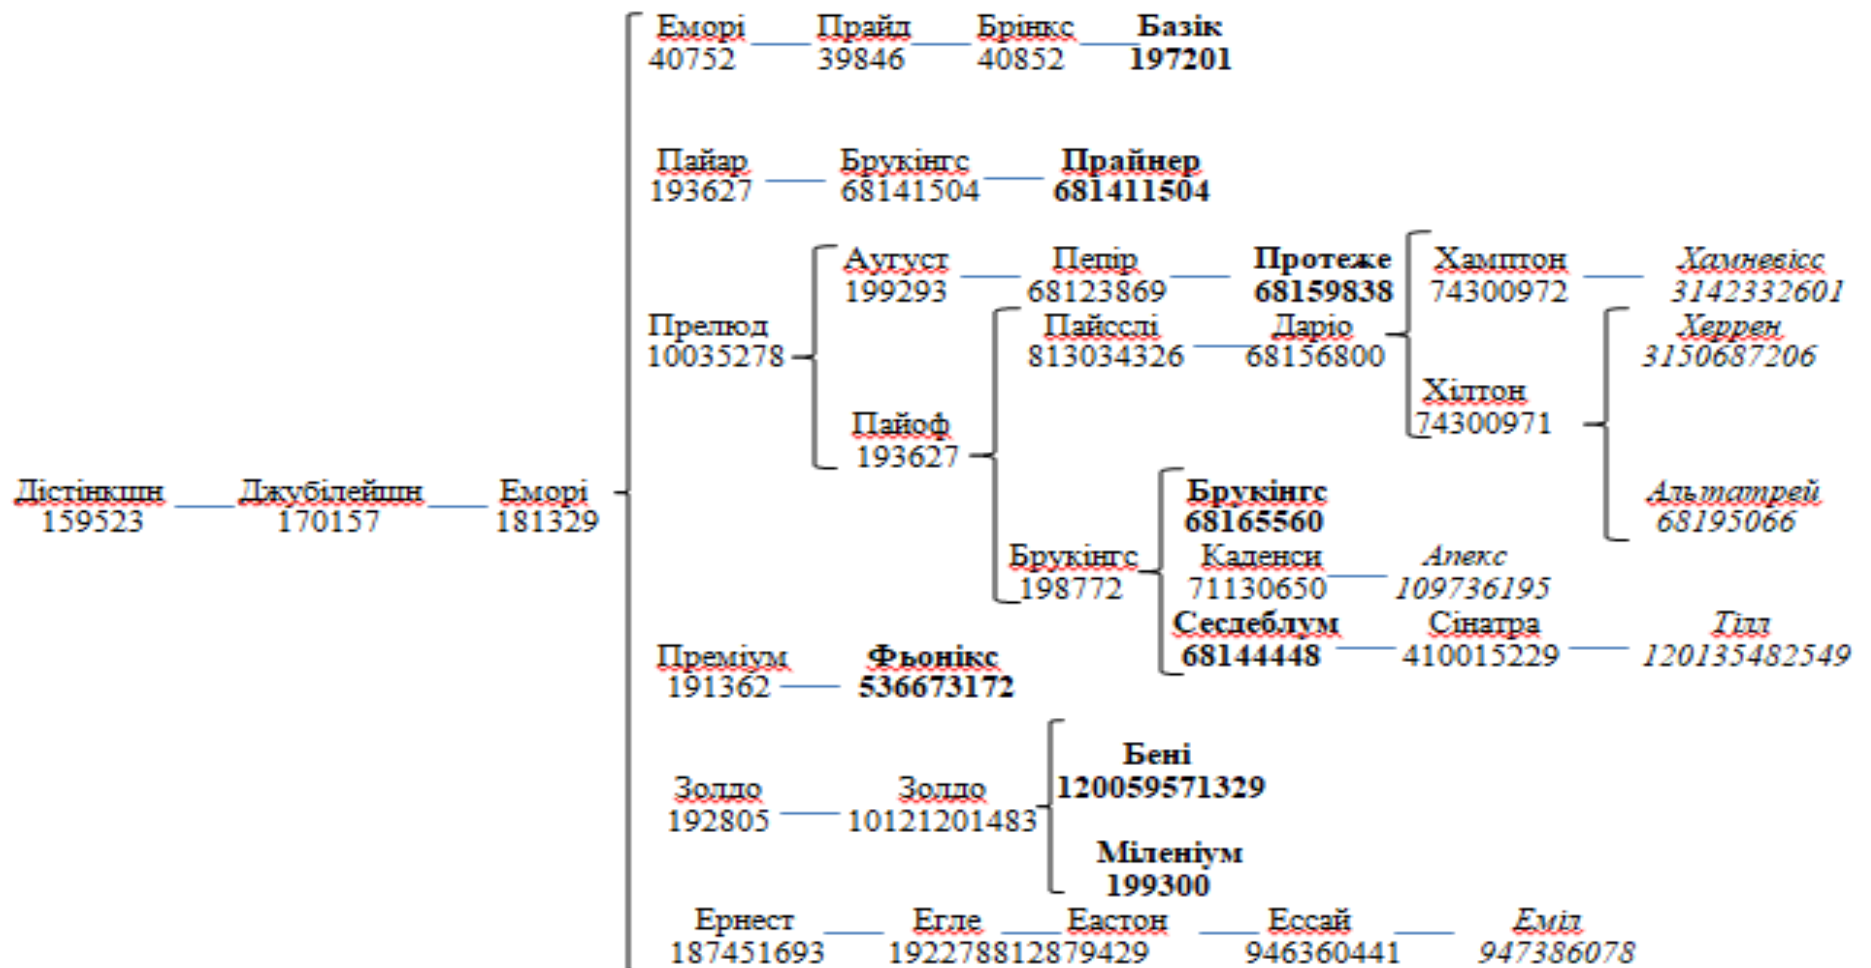 Еморі Прайд Брінкс Базік
40752 39846 40852 197201
Пайар Брукінгс Прайнер
193627 68141504 681411504
Аугуст Пепір Протеже Хамптон Хамневісс
199293 68123869 68159838 74300972 3142332601
Прелюд Пайсслі Даріо Херрен
10035278 813034326 68156800 3150687206
Хілтон
74300971
Пайоф
193627
Дістінкшн Джубілейшн Еморі Брукінгс Альтатрей
159523 170157 181329 68165560 68195066
Брукінгс Каденси Апекс
198772 71130650 109736195
Сесдеблум Сінатра Тілл
68144448 410015229 120135482549
Преміум Фьонікс
191362 536673172
Бені
120059571329
Золдо Золдо
192805 10121201483
Міленіум
199300
Ернест Егле Еастон Ессай Еміл
187451693 192278812879429 946360441 947386078